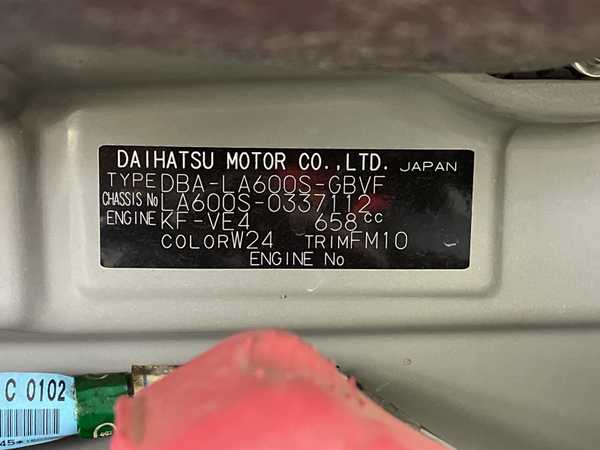 DAIHATSU MOTOR CO.,LTD. JAPAN
TYPE DBA-LA600S-GBVF
CHASSIS No LA600S-0337112
ENGINE KF-VE4 658cc
COLOR W24 TRIM FM10
ENGINE No
C 0102
45*